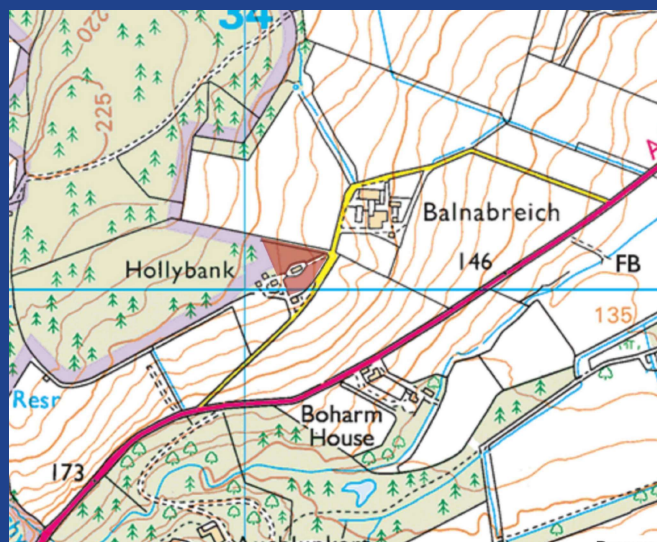 34
220
225
A
Balnabreich
Hollybank
146
FB
135
Resr
Boharm
House
173